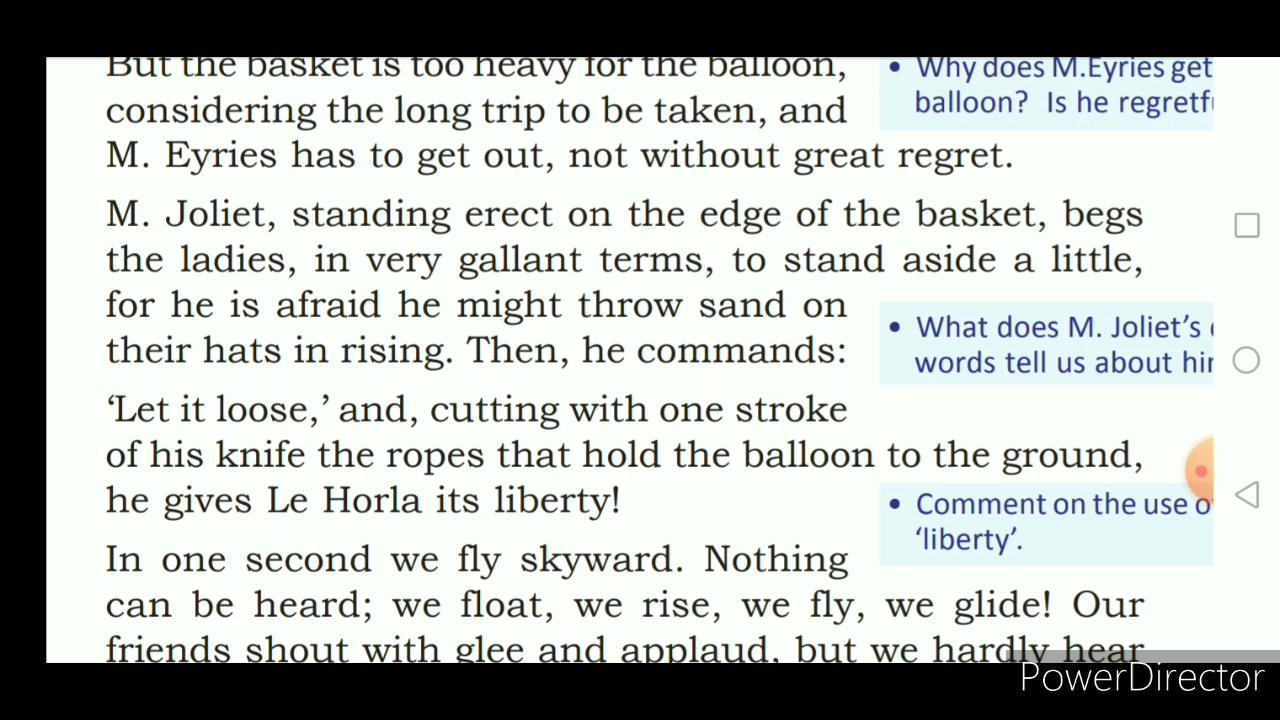 But the basket is too heavy for the balloon,
considering the long trip to be taken, and
M. Eyries has to get out, not without great regret.
• Why does M.Eyries get
balloon? Is he
M. Joliet, standing erect on the edge of the basket, begs
the ladies, in very gallant terms, to stand aside a little,
for he is afraid he might throw sand on
their hats in rising. Then, he commands:
• What does M. Joliet’s
words tell us about
‘Let it loose,’ and, cutting with one stroke
of his knife the ropes that hold the balloon to the ground,
he gives Le Horla its liberty!
• Comment on the use
‘liberty’.
In one second we fly skyward. Nothing
can be heard; we float, we rise, we fly, we glide! Our
friends shout with glee and applaud, but we hardly hear
PowerDirector